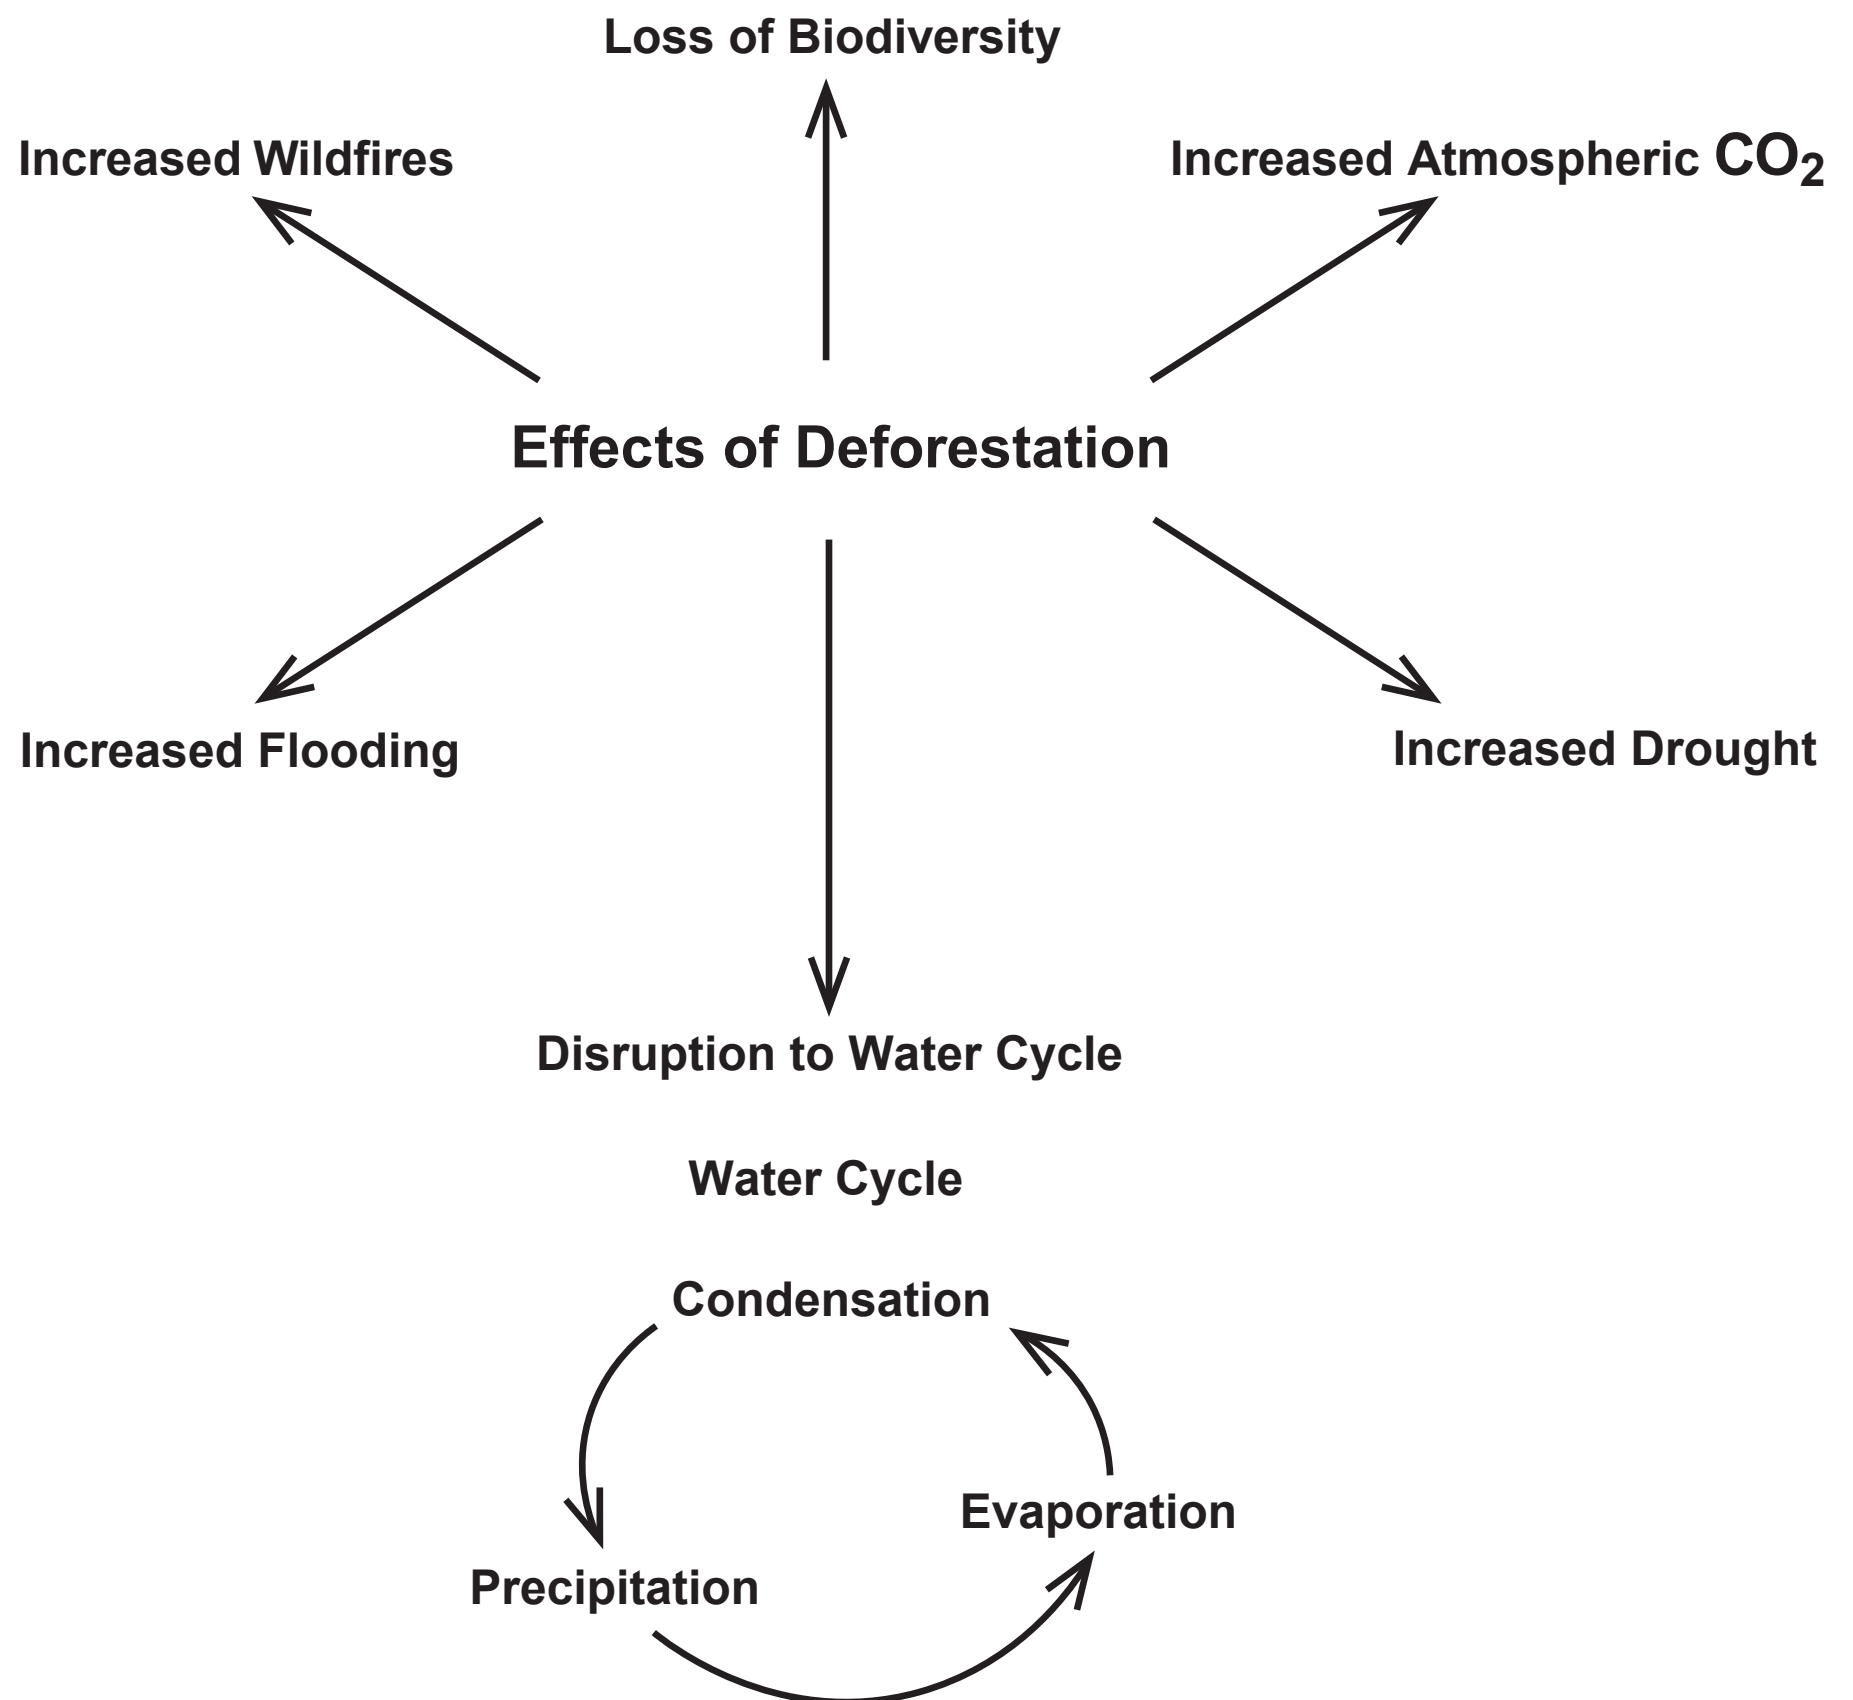 Loss of Biodiversity
Increased Wildfires
Increased Atmospheric CO₂
Effects of Deforestation
Increased Flooding
Increased Drought
Disruption to Water Cycle
Water Cycle
Condensation
Evaporation
Precipitation